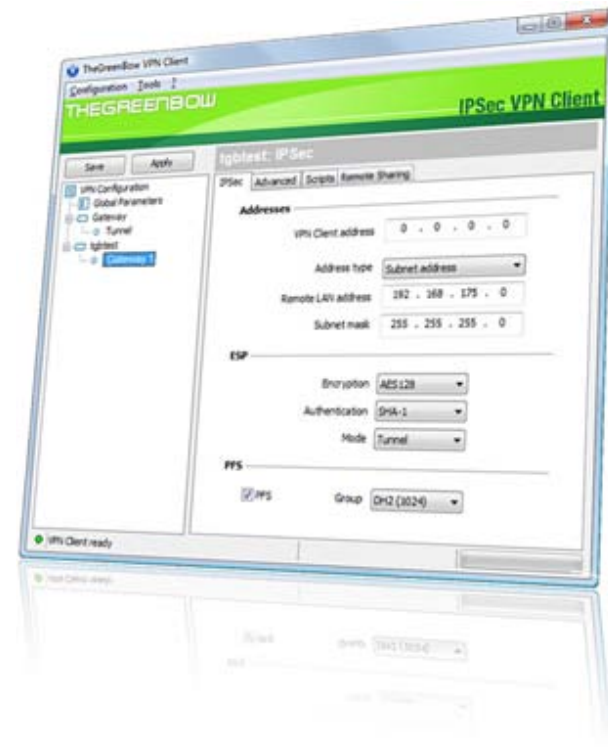 TheGreenBow VPN Client
Configuration Tools ?
THEGREENBOW
IPSec VPN Client
Save Apply
tgbtest: IPSec
VPN Configuration
Global Parameters
Gateway
Tunnel
tgbtest
Gateway 1
IPSec Advanced Scripts Remote Sharing
Addresses
VPN Client address 0 . 0 . 0 . 0
Address type Subnet address
Remote LAN address 192 . 168 . 175 . 0
Subnet mask 255 . 255 . 255 . 0
ESP
Encryption AES128
Authentication SHA-1
Mode Tunnel
PFS
PFS Group DH2 (1024)
VPN Client ready